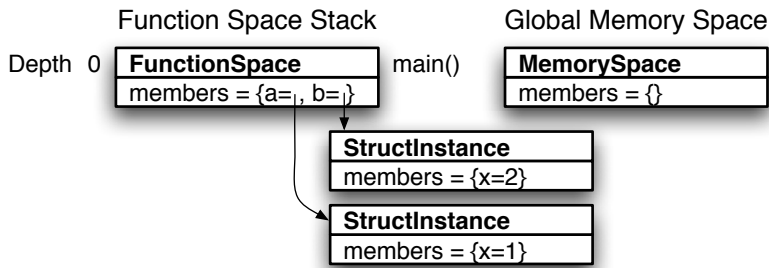 Function Space Stack
Global Memory Space
Depth 0
FunctionSpace
main()
MemorySpace
members = {a= , b= }
members = {}
StructInstance
members = {x=2}
StructInstance
members = {x=1}